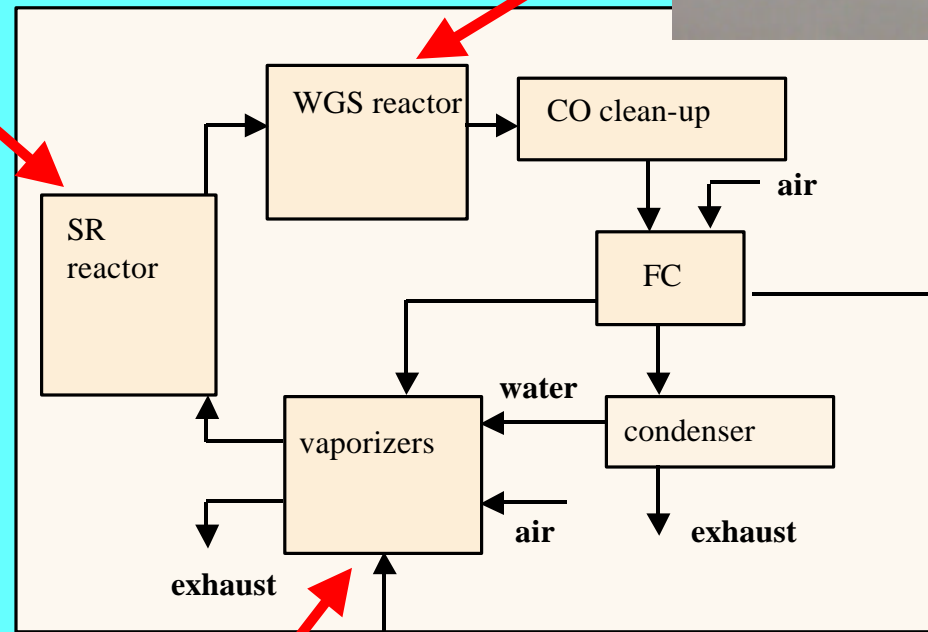 WGS reactor
CO clean-up
air
SR
reactor
FC
water
vaporizers
condenser
air
exhaust
exhaust